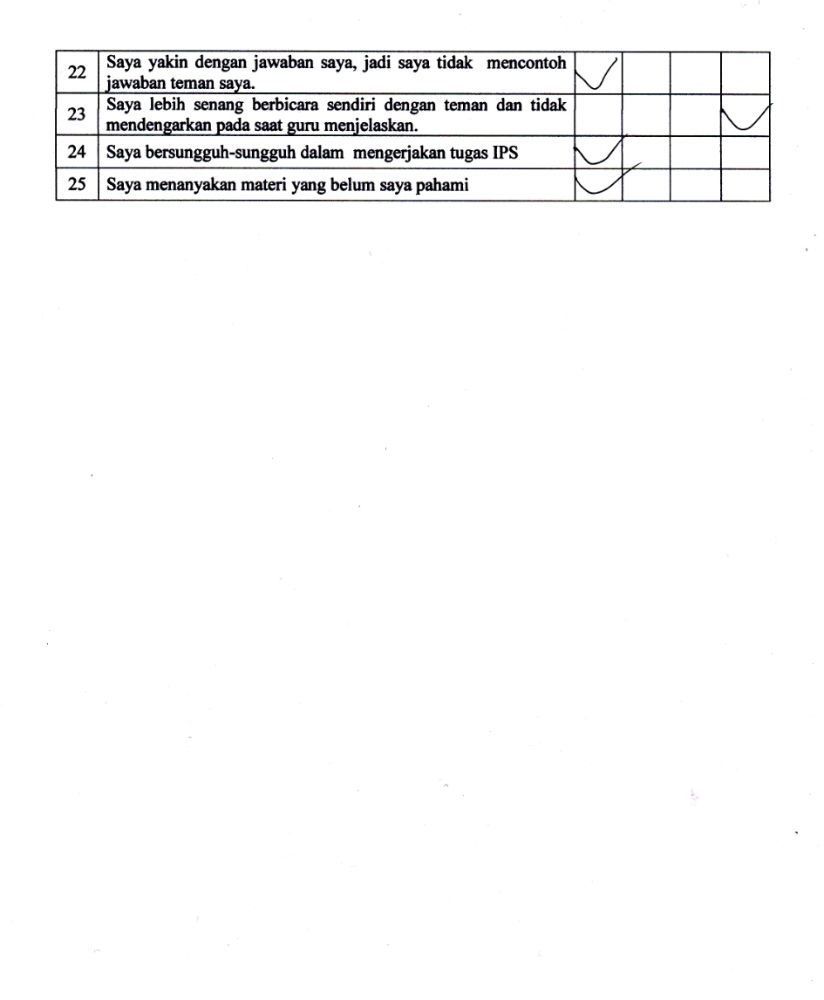 22 Saya yakin dengan jawaban saya, jadi saya tidak mencontoh
jawaban teman saya. ✓
23 Saya lebih senang berbicara sendiri dengan teman dan tidak
mendengarkan pada saat guru menjelaskan. ✓
24 Saya bersungguh-sungguh dalam mengerjakan tugas IPS ✓
25 Saya menanyakan materi yang belum saya pahami ✓